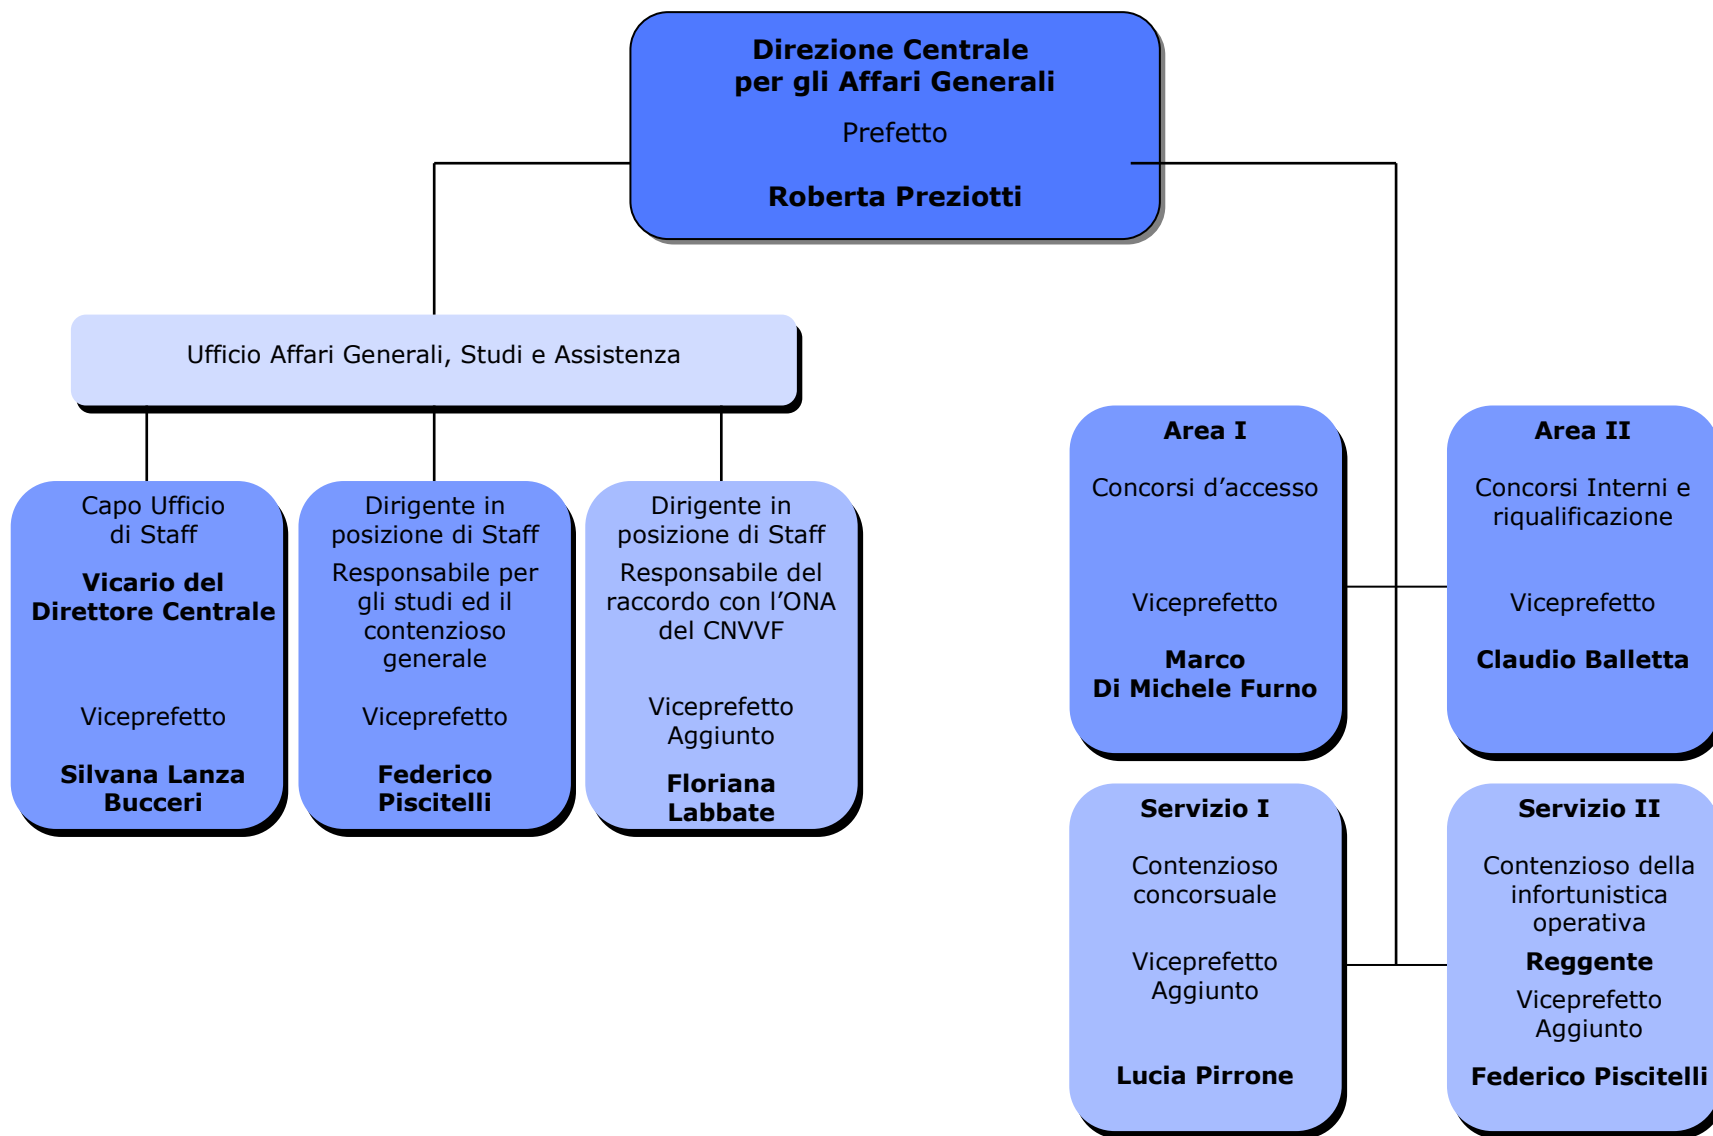 Direzione Centrale
per gli Affari Generali
Prefetto
Roberta Preziotti
Ufficio Affari Generali, Studi e Assistenza
Capo Ufficio
di Staff
Vicario del
Direttore Centrale
Viceprefetto
Silvana Lanza
Bucceri
Dirigente in
posizione di Staff
Responsabile per
gli studi ed il
contenzioso
generale
Viceprefetto
Federico
Piscitelli
Dirigente in
posizione di Staff
Responsabile del
raccordo con l’ONA
del CNVVF
Viceprefetto
Aggiunto
Floriana
Labbate
Area I
Concorsi d’accesso
Viceprefetto
Marco
Di Michele Furno
Area II
Concorsi Interni e
riqualificazione
Viceprefetto
Claudio Balletta
Servizio I
Contenzioso
concorsuale
Viceprefetto
Aggiunto
Lucia Pirrone
Servizio II
Contenzioso della
infortunistica
operativa
Reggente
Viceprefetto
Aggiunto
Federico Piscitelli